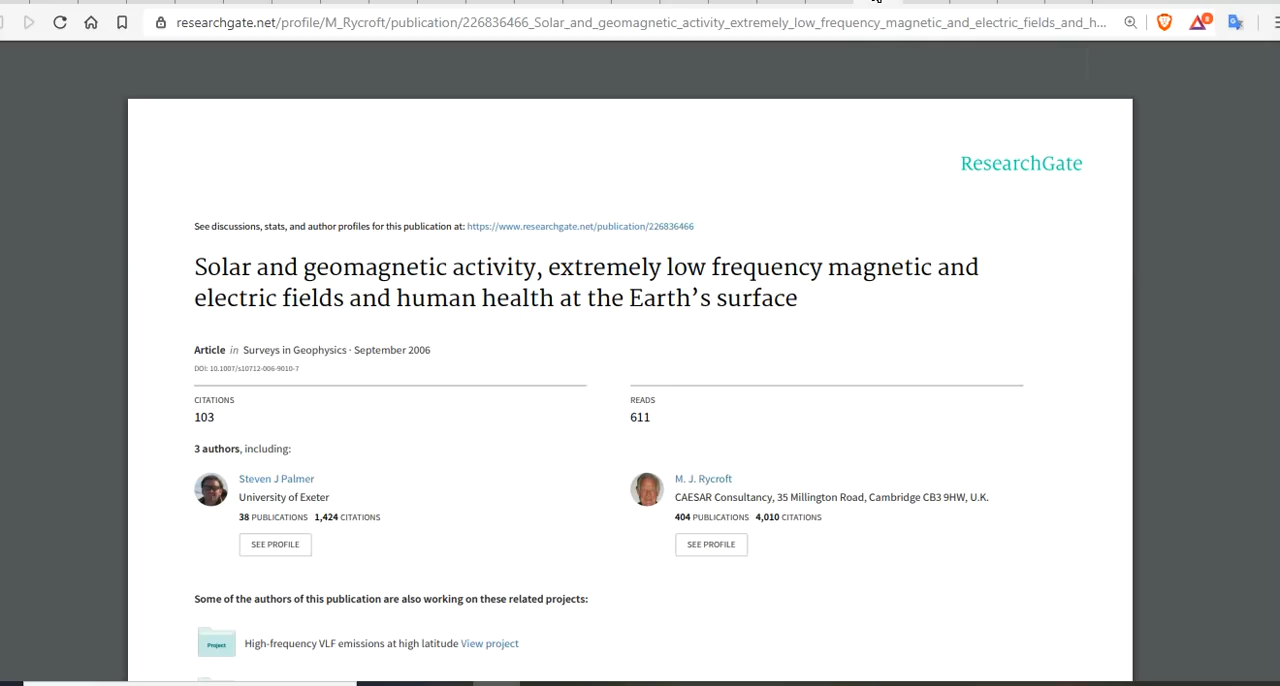 researchgate.net/profile/M_Rycroft/publication/226836466_Solar_and_geomagnetic_activity_extremely_low_frequency_magnetic_and_electric_fields_and_h...
ResearchGate
See discussions, stats, and author profiles for this publication at: https://www.researchgate.net/publication/226836466
Solar and geomagnetic activity, extremely low frequency magnetic and
electric fields and human health at the Earth's surface
Article in Surveys in Geophysics · September 2006
DOI: 10.1007/s10712-006-9010-7
CITATIONS
103
READS
611
3 authors, including:
Steven J Palmer
University of Exeter
38 PUBLICATIONS 1,424 CITATIONS
SEE PROFILE
M. J. Rycroft
CAESAR Consultancy, 35 Millington Road, Cambridge CB3 9HW, U.K.
404 PUBLICATIONS 4,010 CITATIONS
SEE PROFILE
Some of the authors of this publication are also working on these related projects:
Project
High-frequency VLF emissions at high latitude View project